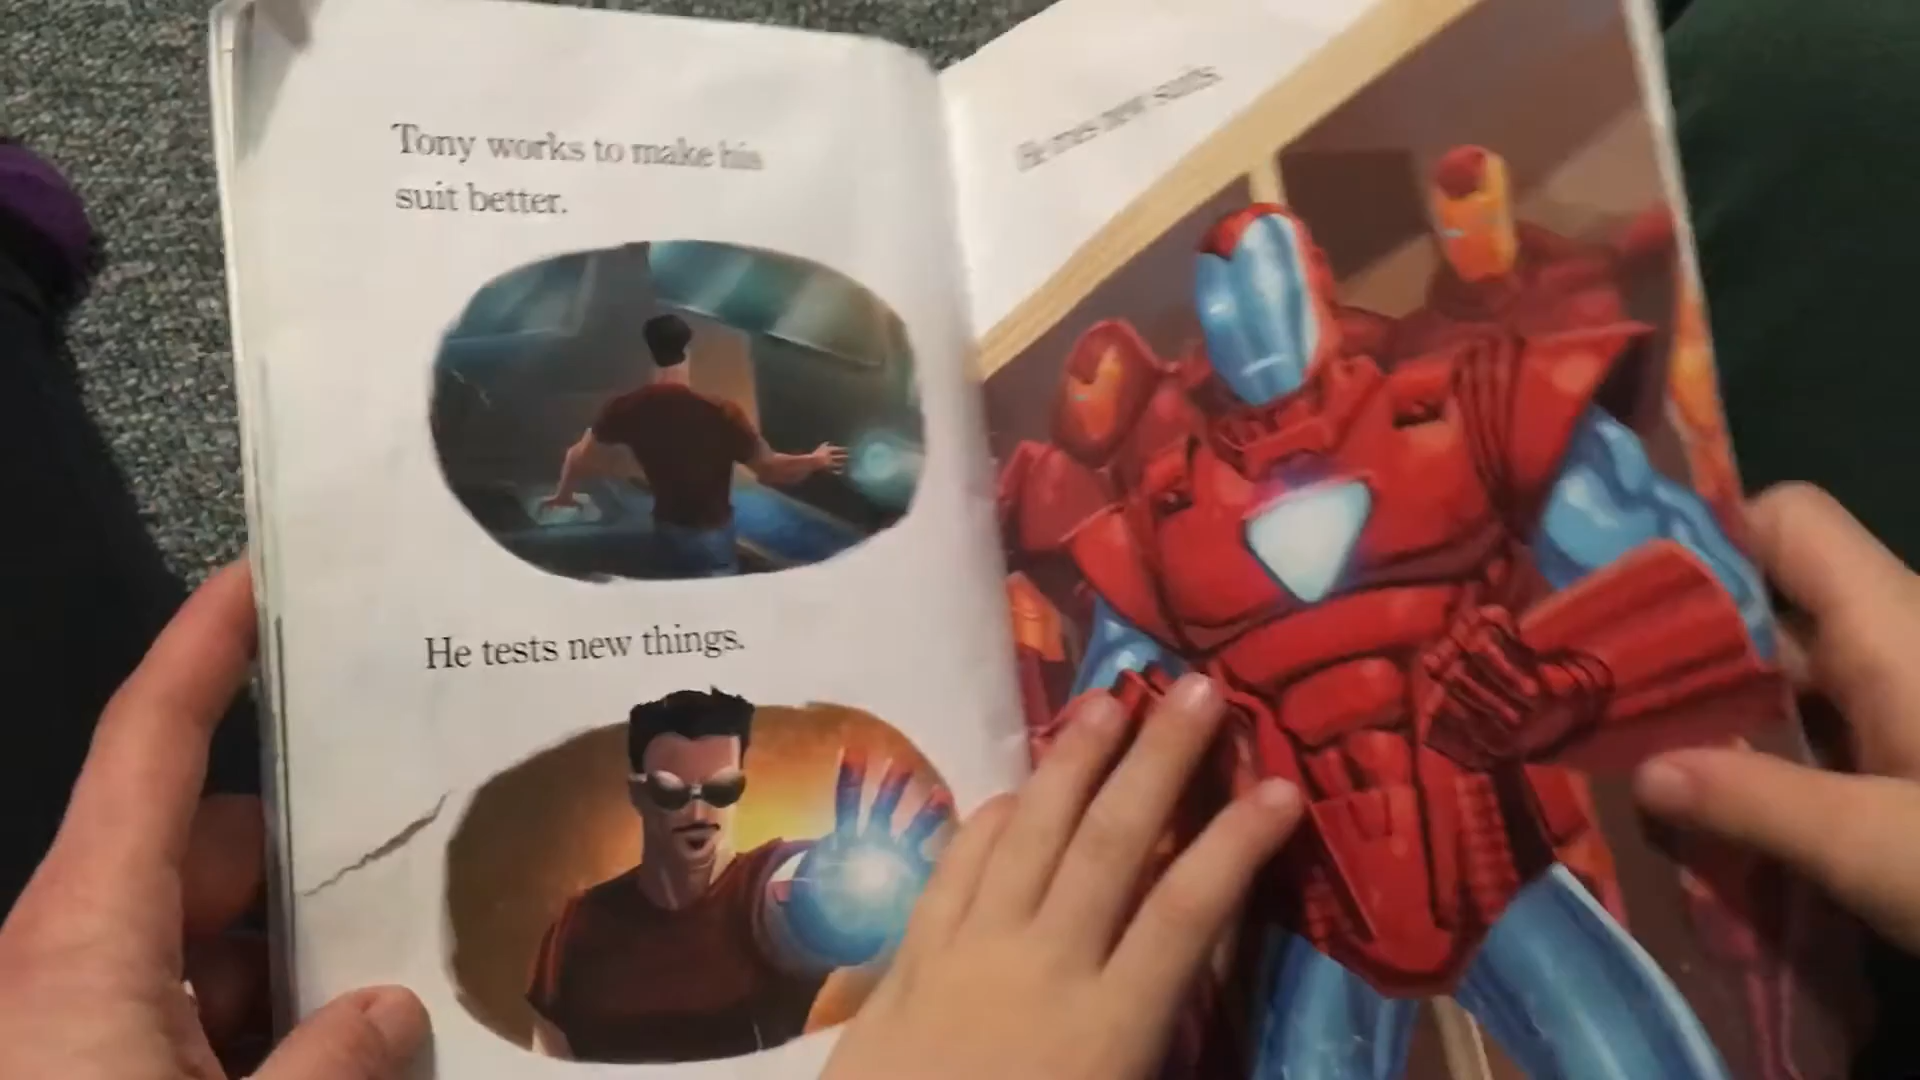 Tony works to make his
suit better.
He tests new things.
He tries new suits.